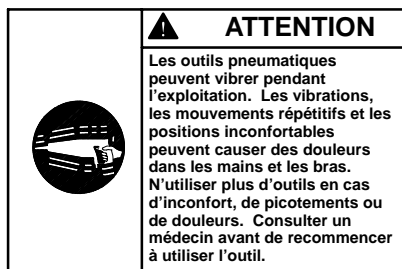 ATTENTION
Les outils pneumatiques
peuvent vibrer pendant
l'exploitation. Les vibrations,
les mouvements répétitifs et les
positions inconfortables
peuvent causer des douleurs
dans les mains et les bras.
N'utiliser plus d'outils en cas
d'inconfort, de picotements ou
de douleurs. Consulter un
médecin avant de recommencer
à utiliser l'outil.